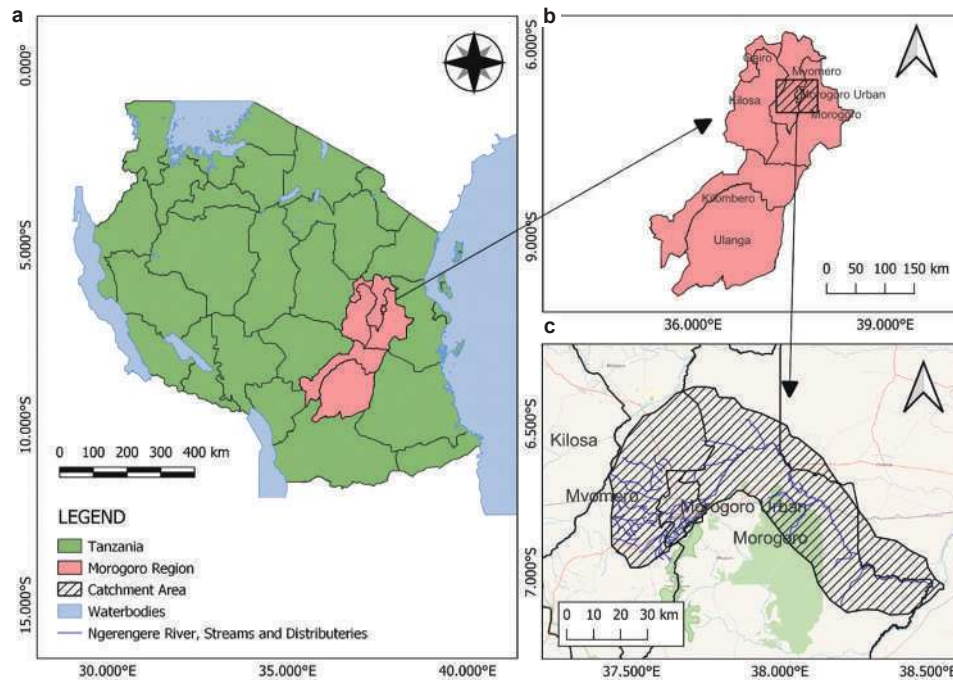 a
0.000°
5.000°S
10.000°S
15.000°S
0 100 200 300 400 km
LEGEND
Tanzania
Morogoro Region
Catchment Area
Waterbodies
Ngerengere River, Streams and Distributeries
30.000°E 35.000°E 40.000°E
b
6.000°S
9.000°S
Gairo
Mvomero
Kilosa
Morogoro Urban
Morogoro
Kilombero
Ulanga
0 50 100 150 km
36.000°E 39.000°E
c
6.500°S
7.000°S
Kilosa
Mvomero
Morogoro Urban
Morogoro
0 10 20 30 km
37.500°E 38.000°E 38.500°E